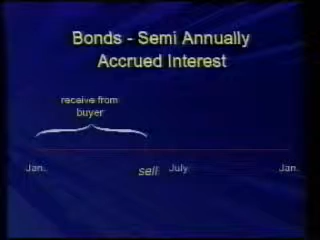 Bonds - Semi Annually
Accrued Interest
receive from
buyer
Jan. sell July Jan.